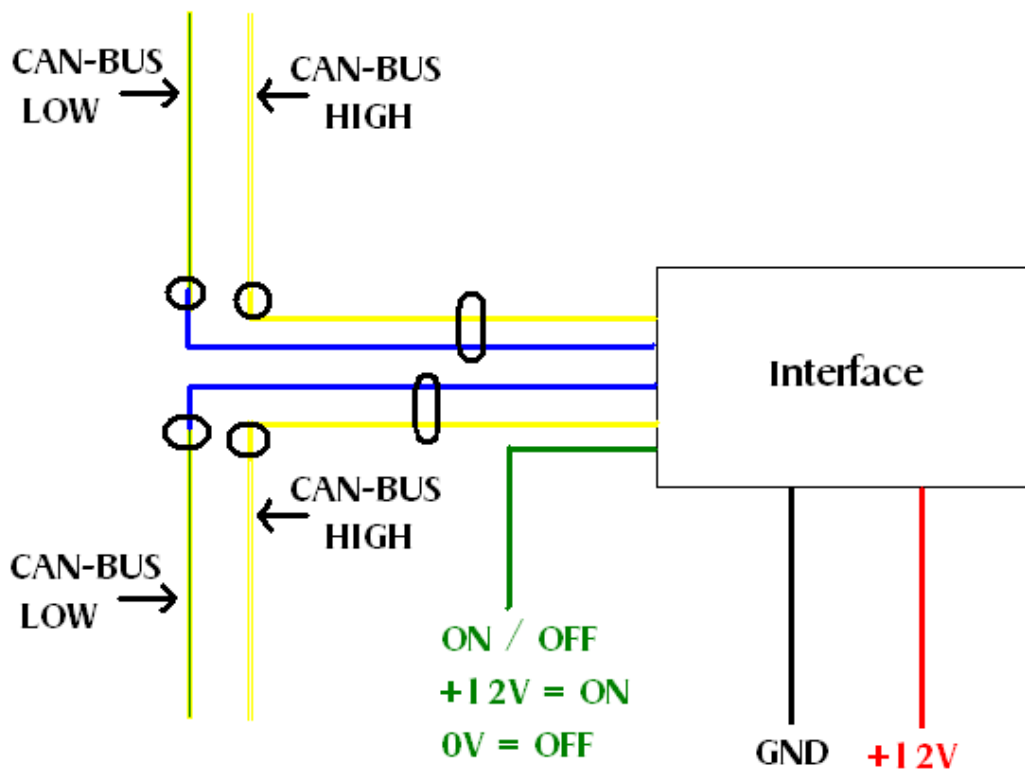 CAN-BUS
LOW
CAN-BUS
HIGH
Interface
CAN-BUS
HIGH
CAN-BUS
LOW
ON / OFF
+12V = ON
0V = OFF
GND
+12V